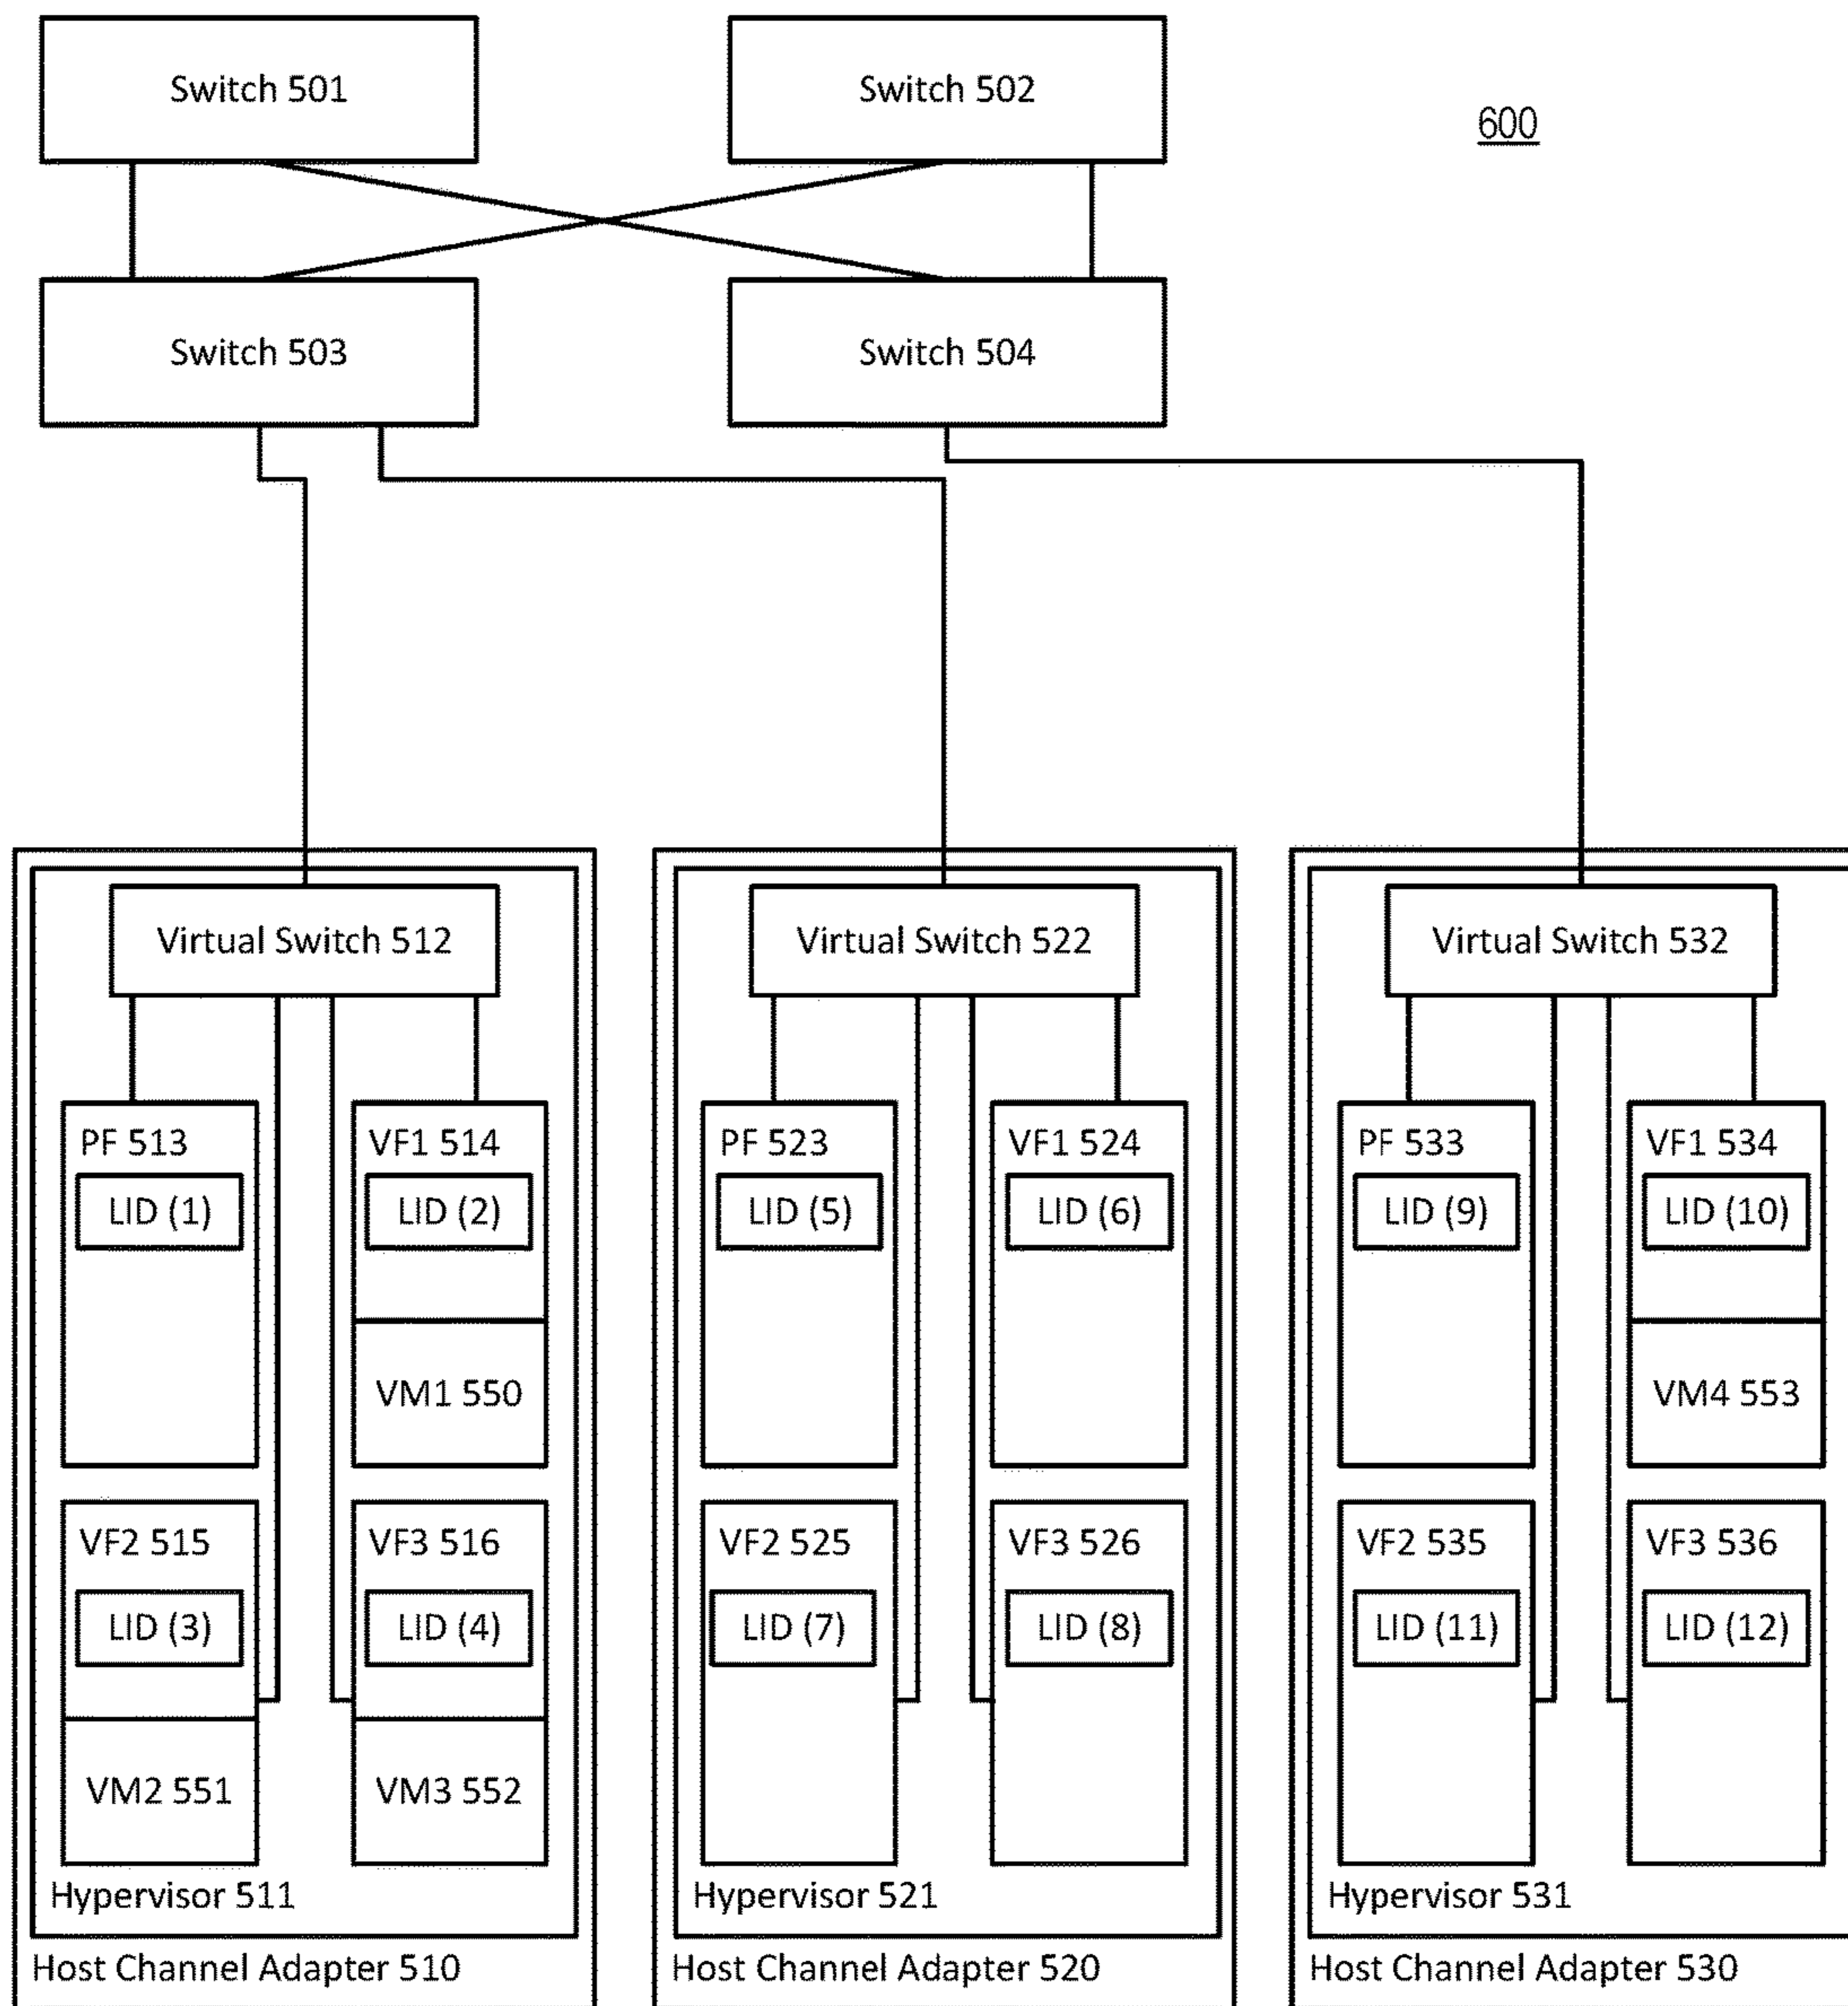 Switch 501
Switch 502
600
Switch 503
Switch 504
Virtual Switch 512
PF 513
LID (1)
VF1 514
LID (2)
VM1 550
VF2 515
LID (3)
VM2 551
VF3 516
LID (4)
VM3 552
Hypervisor 511
Host Channel Adapter 510
Virtual Switch 522
PF 523
LID (5)
VF1 524
LID (6)
VF2 525
LID (7)
VF3 526
LID (8)
Hypervisor 521
Host Channel Adapter 520
Virtual Switch 532
PF 533
LID (9)
VF1 534
LID (10)
VM4 553
VF2 535
LID (11)
VF3 536
LID (12)
Hypervisor 531
Host Channel Adapter 530